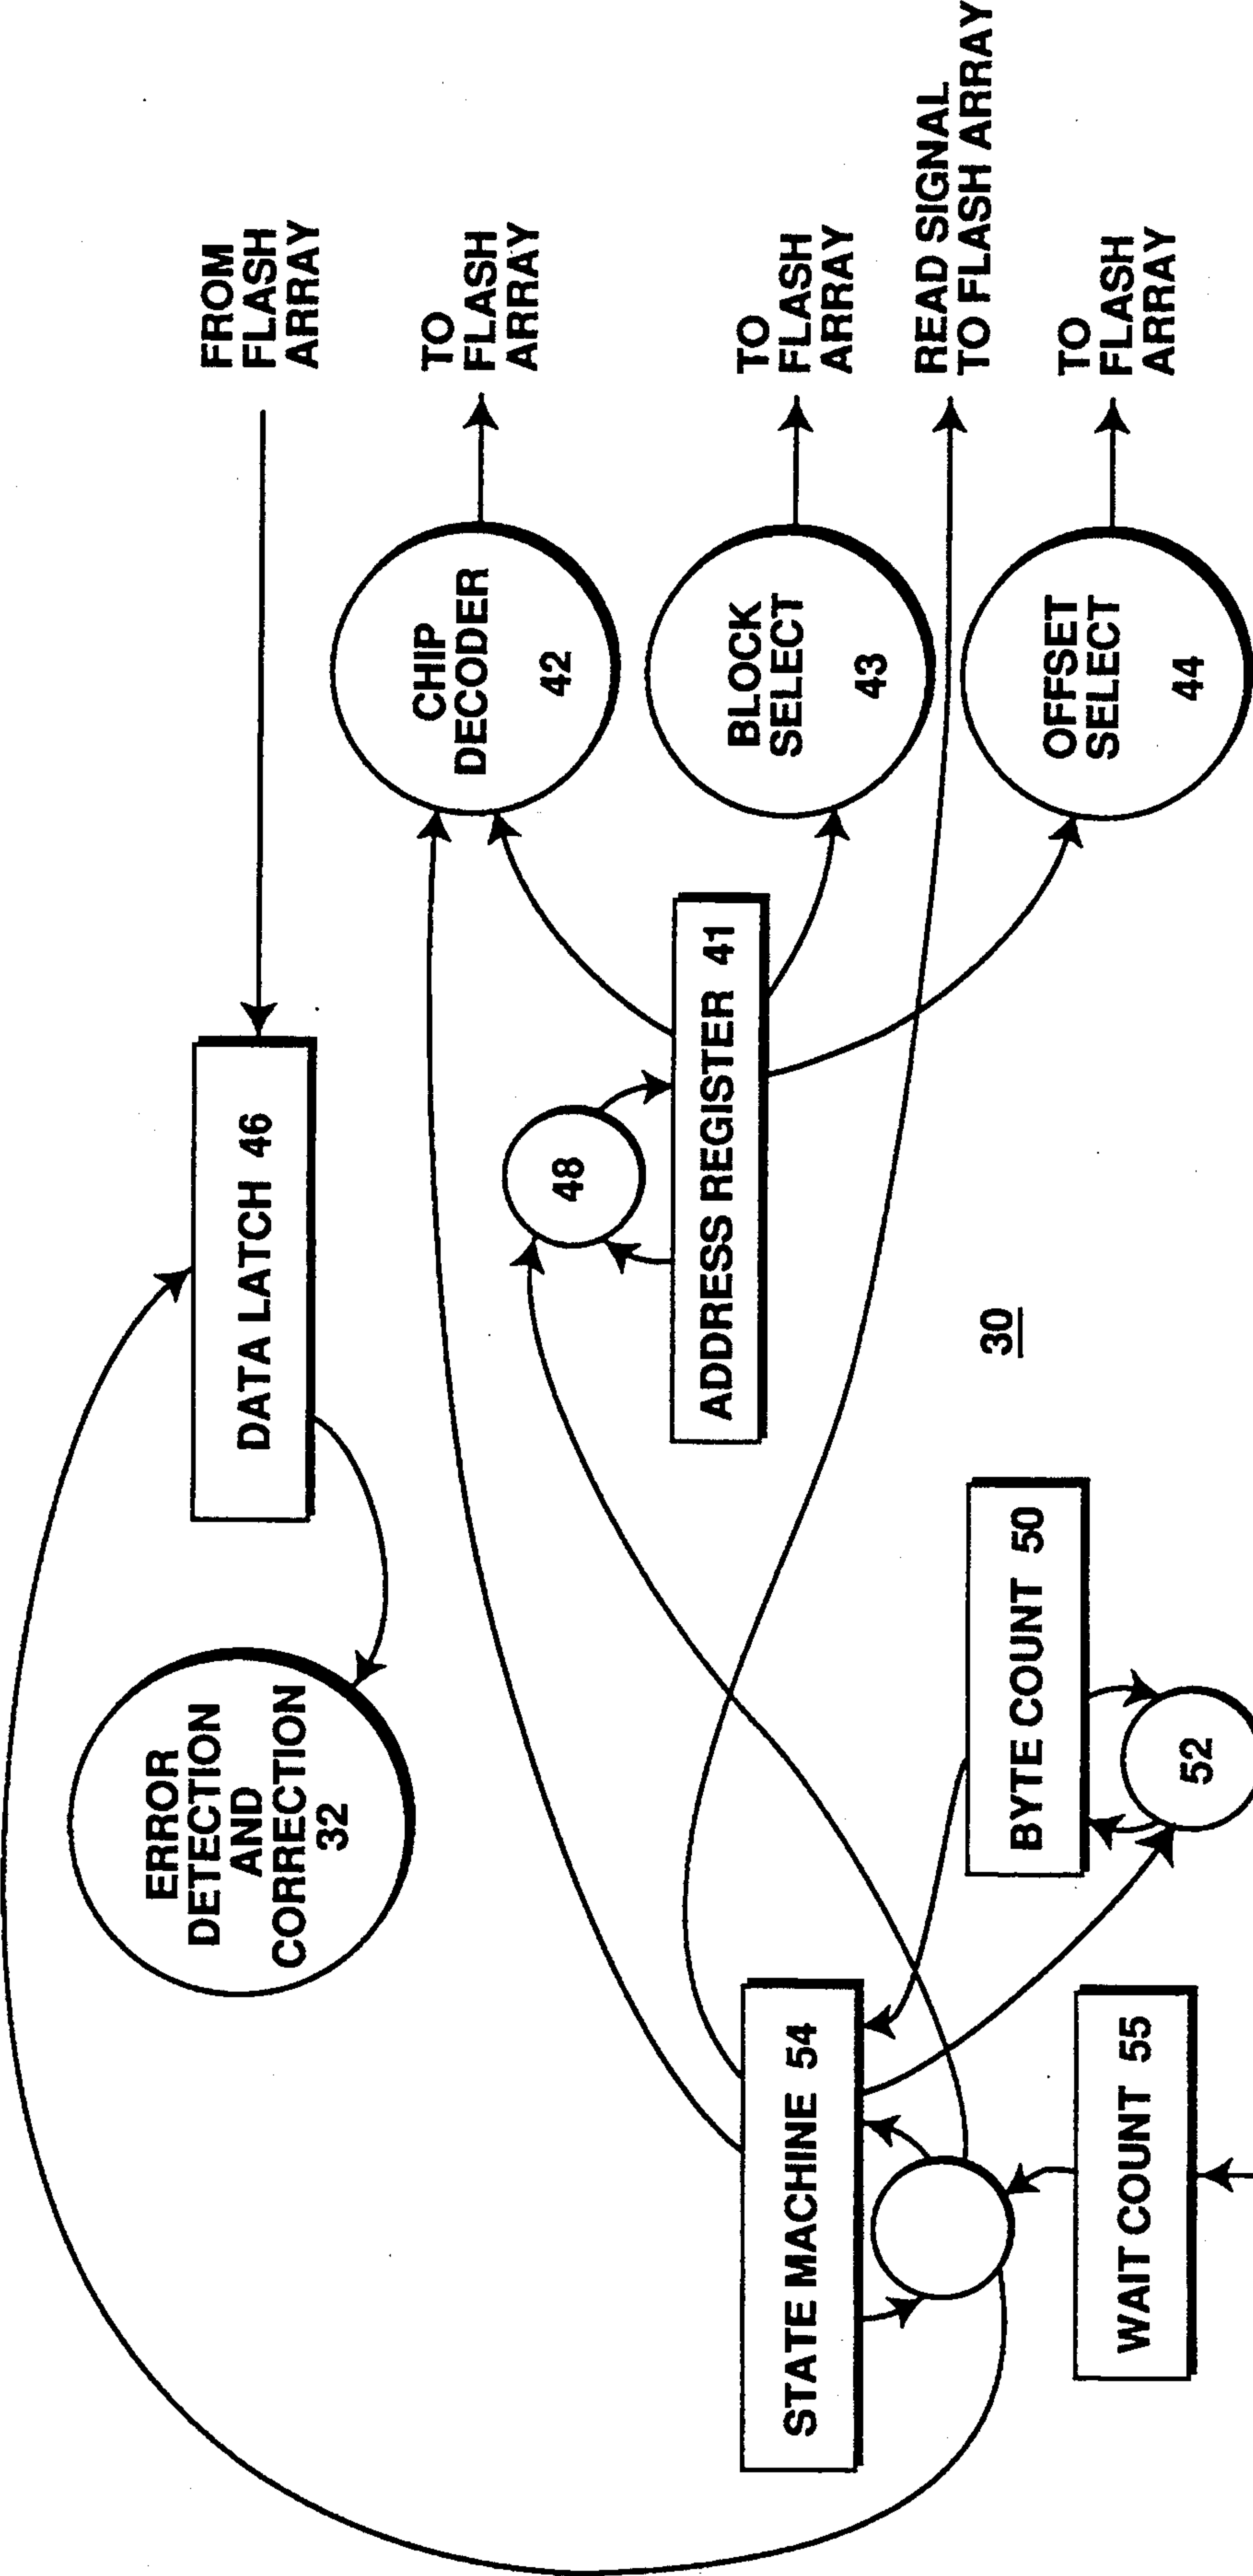 FROM
FLASH
ARRAY
DATA LATCH 46
ERROR
DETECTION
AND
CORRECTION
32
TO
FLASH
ARRAY
CHIP
DECODER
42
48
TO
FLASH
ARRAY
BLOCK
SELECT
43
ADDRESS REGISTER 41
STATE MACHINE 54
READ SIGNAL
TO FLASH ARRAY
30
BYTE COUNT 50
TO
FLASH
ARRAY
OFFSET
SELECT
44
52
WAIT COUNT 55